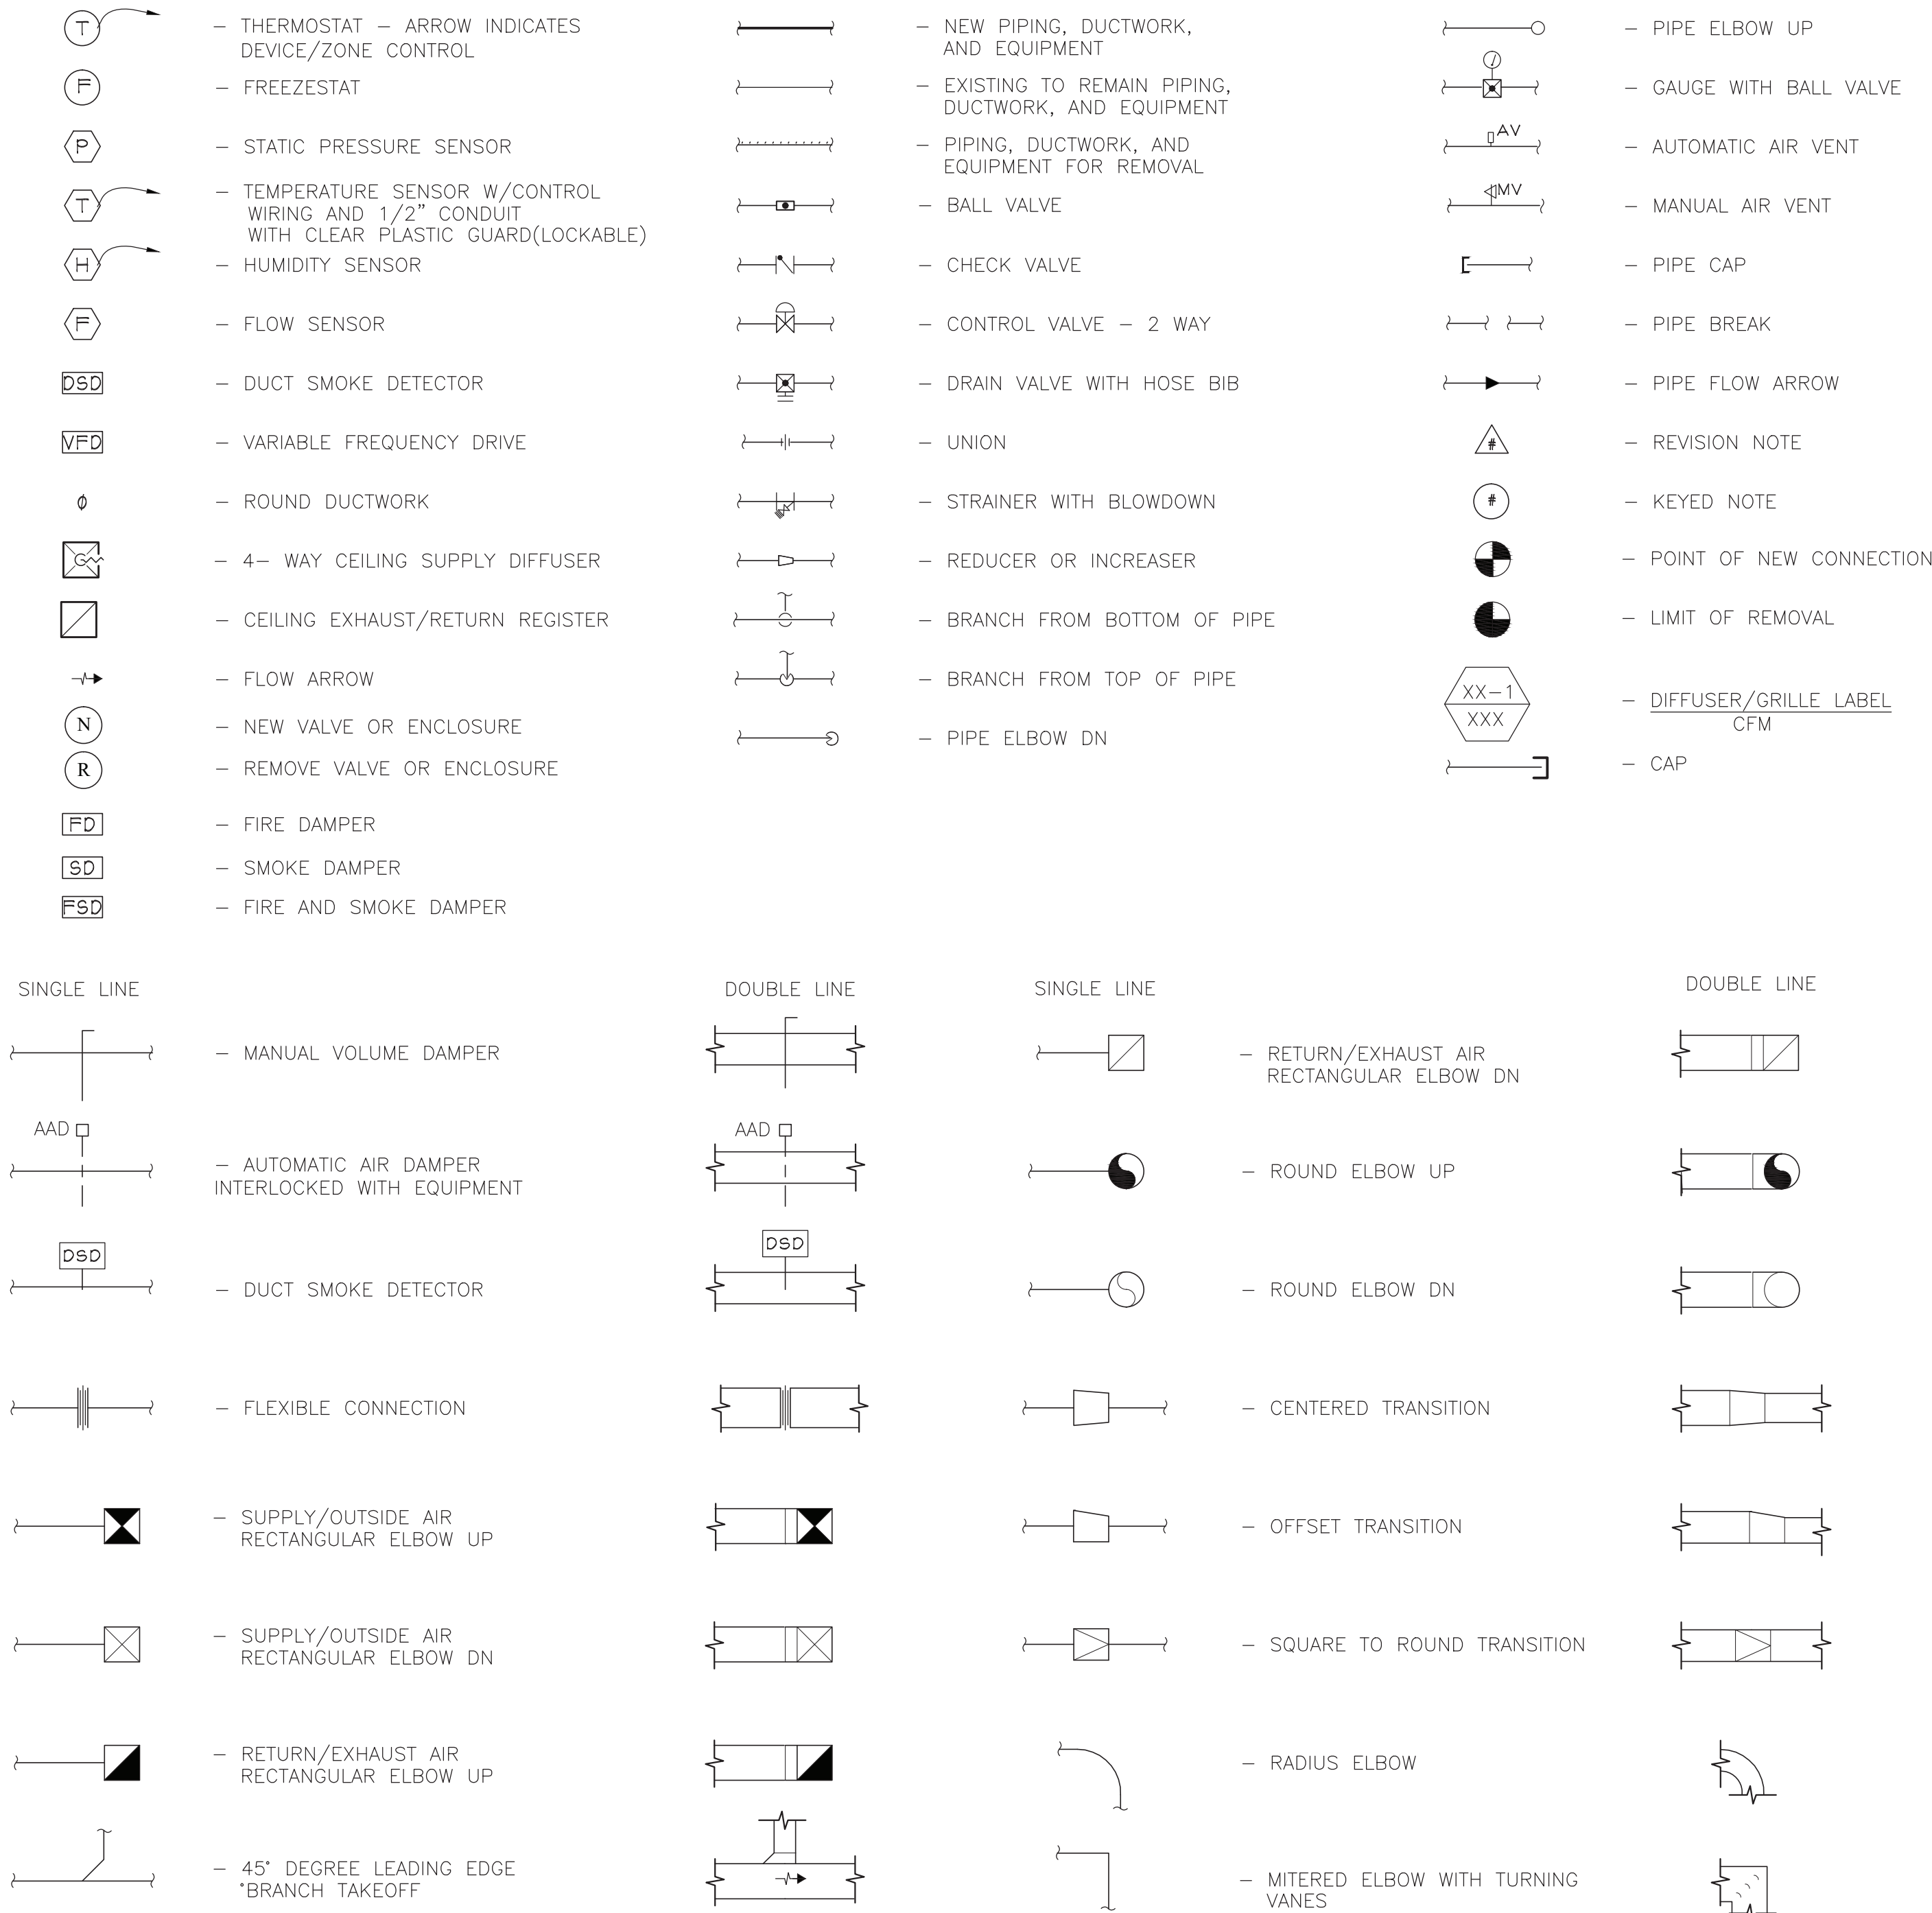 T
— THERMOSTAT — ARROW INDICATES
DEVICE/ZONE CONTROL
F
— FREEZESTAT
P
— STATIC PRESSURE SENSOR
T
— TEMPERATURE SENSOR W/CONTROL
WIRING AND 1/2" CONDUIT
WITH CLEAR PLASTIC GUARD(LOCKABLE)
H
— HUMIDITY SENSOR
F
— FLOW SENSOR
DSD
— DUCT SMOKE DETECTOR
VFD
— VARIABLE FREQUENCY DRIVE
ϕ
— ROUND DUCTWORK
G
— 4— WAY CEILING SUPPLY DIFFUSER
— CEILING EXHAUST/RETURN REGISTER
— FLOW ARROW
N
— NEW VALVE OR ENCLOSURE
R
— REMOVE VALVE OR ENCLOSURE
FD
— FIRE DAMPER
SD
— SMOKE DAMPER
FSD
— FIRE AND SMOKE DAMPER
— NEW PIPING, DUCTWORK,
AND EQUIPMENT
— EXISTING TO REMAIN PIPING,
DUCTWORK, AND EQUIPMENT
— PIPING, DUCTWORK, AND
EQUIPMENT FOR REMOVAL
— BALL VALVE
— CHECK VALVE
— CONTROL VALVE — 2 WAY
— DRAIN VALVE WITH HOSE BIB
— UNION
— STRAINER WITH BLOWDOWN
— REDUCER OR INCREASER
— BRANCH FROM BOTTOM OF PIPE
— BRANCH FROM TOP OF PIPE
— PIPE ELBOW DN
— PIPE ELBOW UP
— GAUGE WITH BALL VALVE
AV
— AUTOMATIC AIR VENT
MV
— MANUAL AIR VENT
— PIPE CAP
— PIPE BREAK
— PIPE FLOW ARROW
#
— REVISION NOTE
#
— KEYED NOTE
— POINT OF NEW CONNECTION
— LIMIT OF REMOVAL
XX—1
XXX
— DIFFUSER/GRILLE LABEL
CFM
— CAP
SINGLE LINE
DOUBLE LINE
— MANUAL VOLUME DAMPER
AAD
— AUTOMATIC AIR DAMPER
INTERLOCKED WITH EQUIPMENT
AAD
DSD
— DUCT SMOKE DETECTOR
DSD
— FLEXIBLE CONNECTION
— SUPPLY/OUTSIDE AIR
RECTANGULAR ELBOW UP
— SUPPLY/OUTSIDE AIR
RECTANGULAR ELBOW DN
— RETURN/EXHAUST AIR
RECTANGULAR ELBOW UP
— 45° DEGREE LEADING EDGE
°BRANCH TAKEOFF
SINGLE LINE
DOUBLE LINE
— RETURN/EXHAUST AIR
RECTANGULAR ELBOW DN
— ROUND ELBOW UP
— ROUND ELBOW DN
— CENTERED TRANSITION
— OFFSET TRANSITION
— SQUARE TO ROUND TRANSITION
— RADIUS ELBOW
— MITERED ELBOW WITH TURNING
VANES